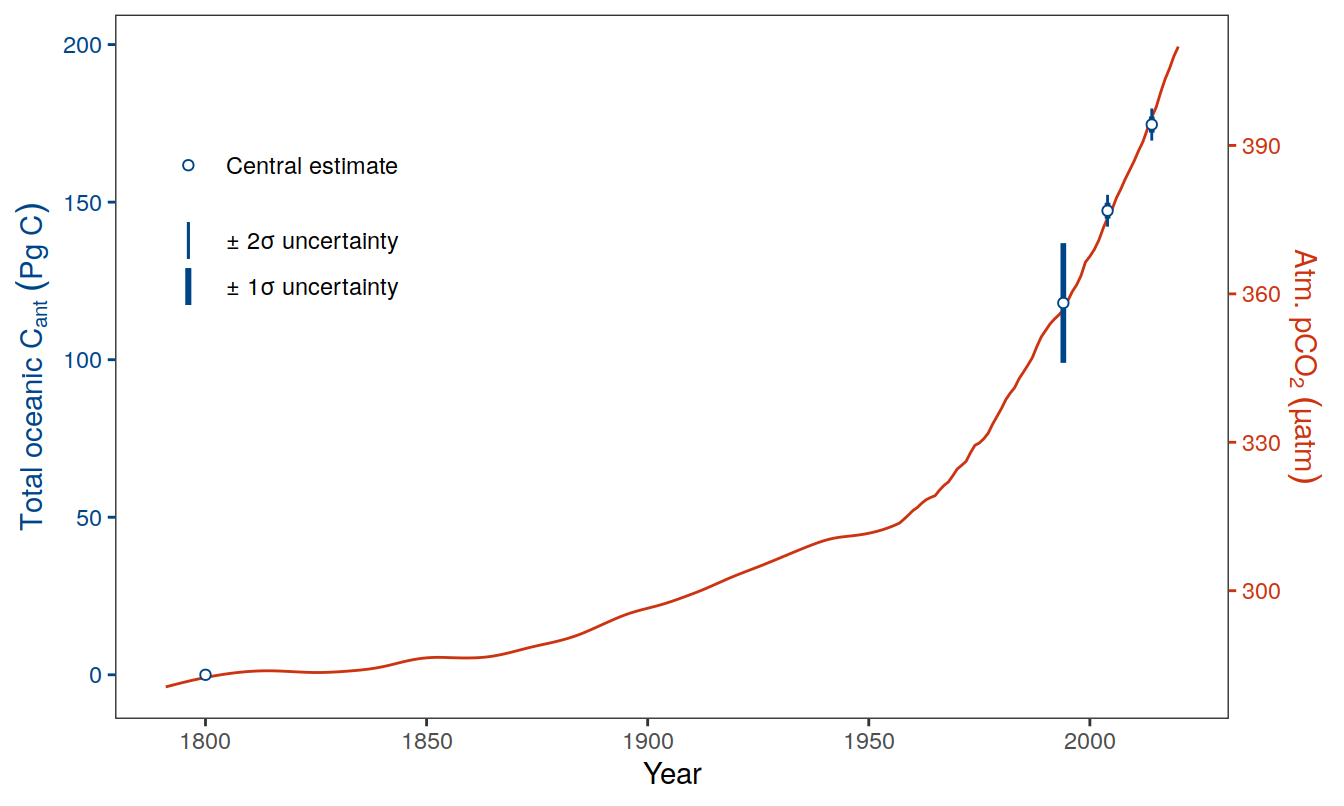 200
150
100
50
0
Total oceanic Cant (Pg C)
Central estimate
± 2σ uncertainty
± 1σ uncertainty
390
360
330
300
Atm. pCO2 (µatm)
1800 1850 1900 1950 2000
Year